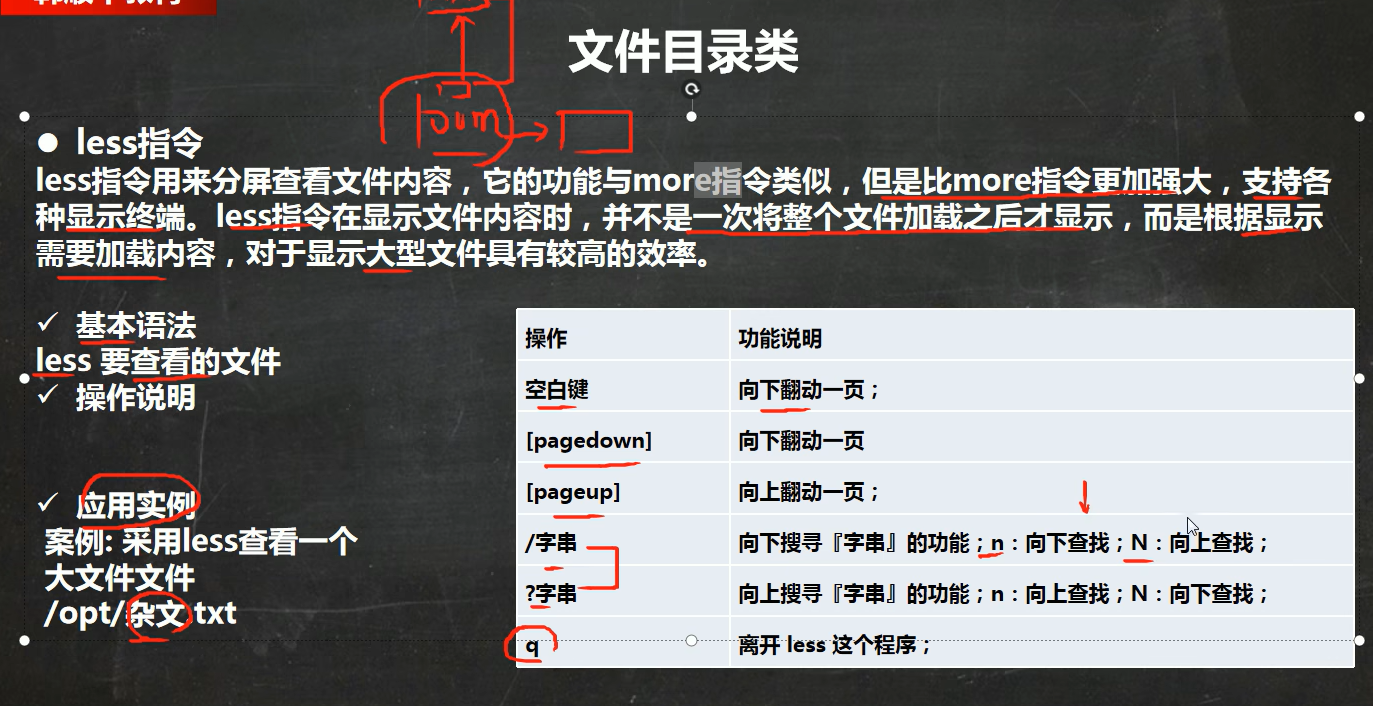 文件目录类
● less指令
less指令用来分屏查看文件内容，它的功能与more指令类似，但是比more指令更加强大，支持各
种显示终端。less指令在显示文件内容时，并不是一次将整个文件加载之后才显示，而是根据显示
需要加载内容，对于显示大型文件具有较高的效率。
✓ 基本语法
less 要查看的文件
✓ 操作说明
✓ 应用实例
案例: 采用less查看一个
大文件文件
/opt/杂文.txt
操作 功能说明
空白键 向下翻动一页；
[pagedown] 向下翻动一页
[pageup] 向上翻动一页；
/字串 向下搜寻『字串』的功能；n：向下查找；N：向上查找；
?字串 向上搜寻『字串』的功能；n：向上查找；N：向下查找；
q 离开 less 这个程序；